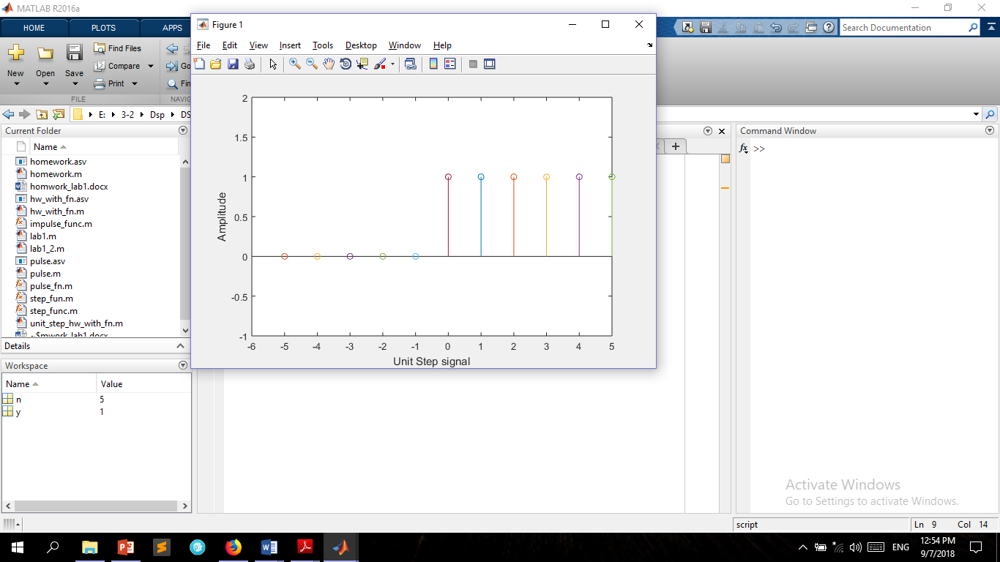 MATLAB R2016a
HOME PLOTS APPS
Search Documentation
New Open Save
Find Files
Compare
Print
Go
Fin
FILE
NAVIG
E: 3-2 Dsp DS
Current Folder
Name
homework.asv
homework.m
homwork_lab1.docx
hw_with_fn.asv
hw_with_fn.m
impulse_func.m
lab1.m
lab1_2.m
pulse.asv
pulse.m
pulse_fn.m
step_fun.m
step_func.m
unit_step_hw_with_fn.m
~$mwork_lab1.docx
Details
Workspace
Name Value
n 5
y 1
Figure 1
File Edit View Insert Tools Desktop Window Help
2
1.5
1
0.5
0
-0.5
-1
Amplitude
-6 -5 -4 -3 -2 -1 0 1 2 3 4 5
Unit Step signal
Command Window
fx >>
Activate Windows
Go to Settings to activate Windows.
script
Ln 9 Col 14
ENG
12:54 PM
9/7/2018